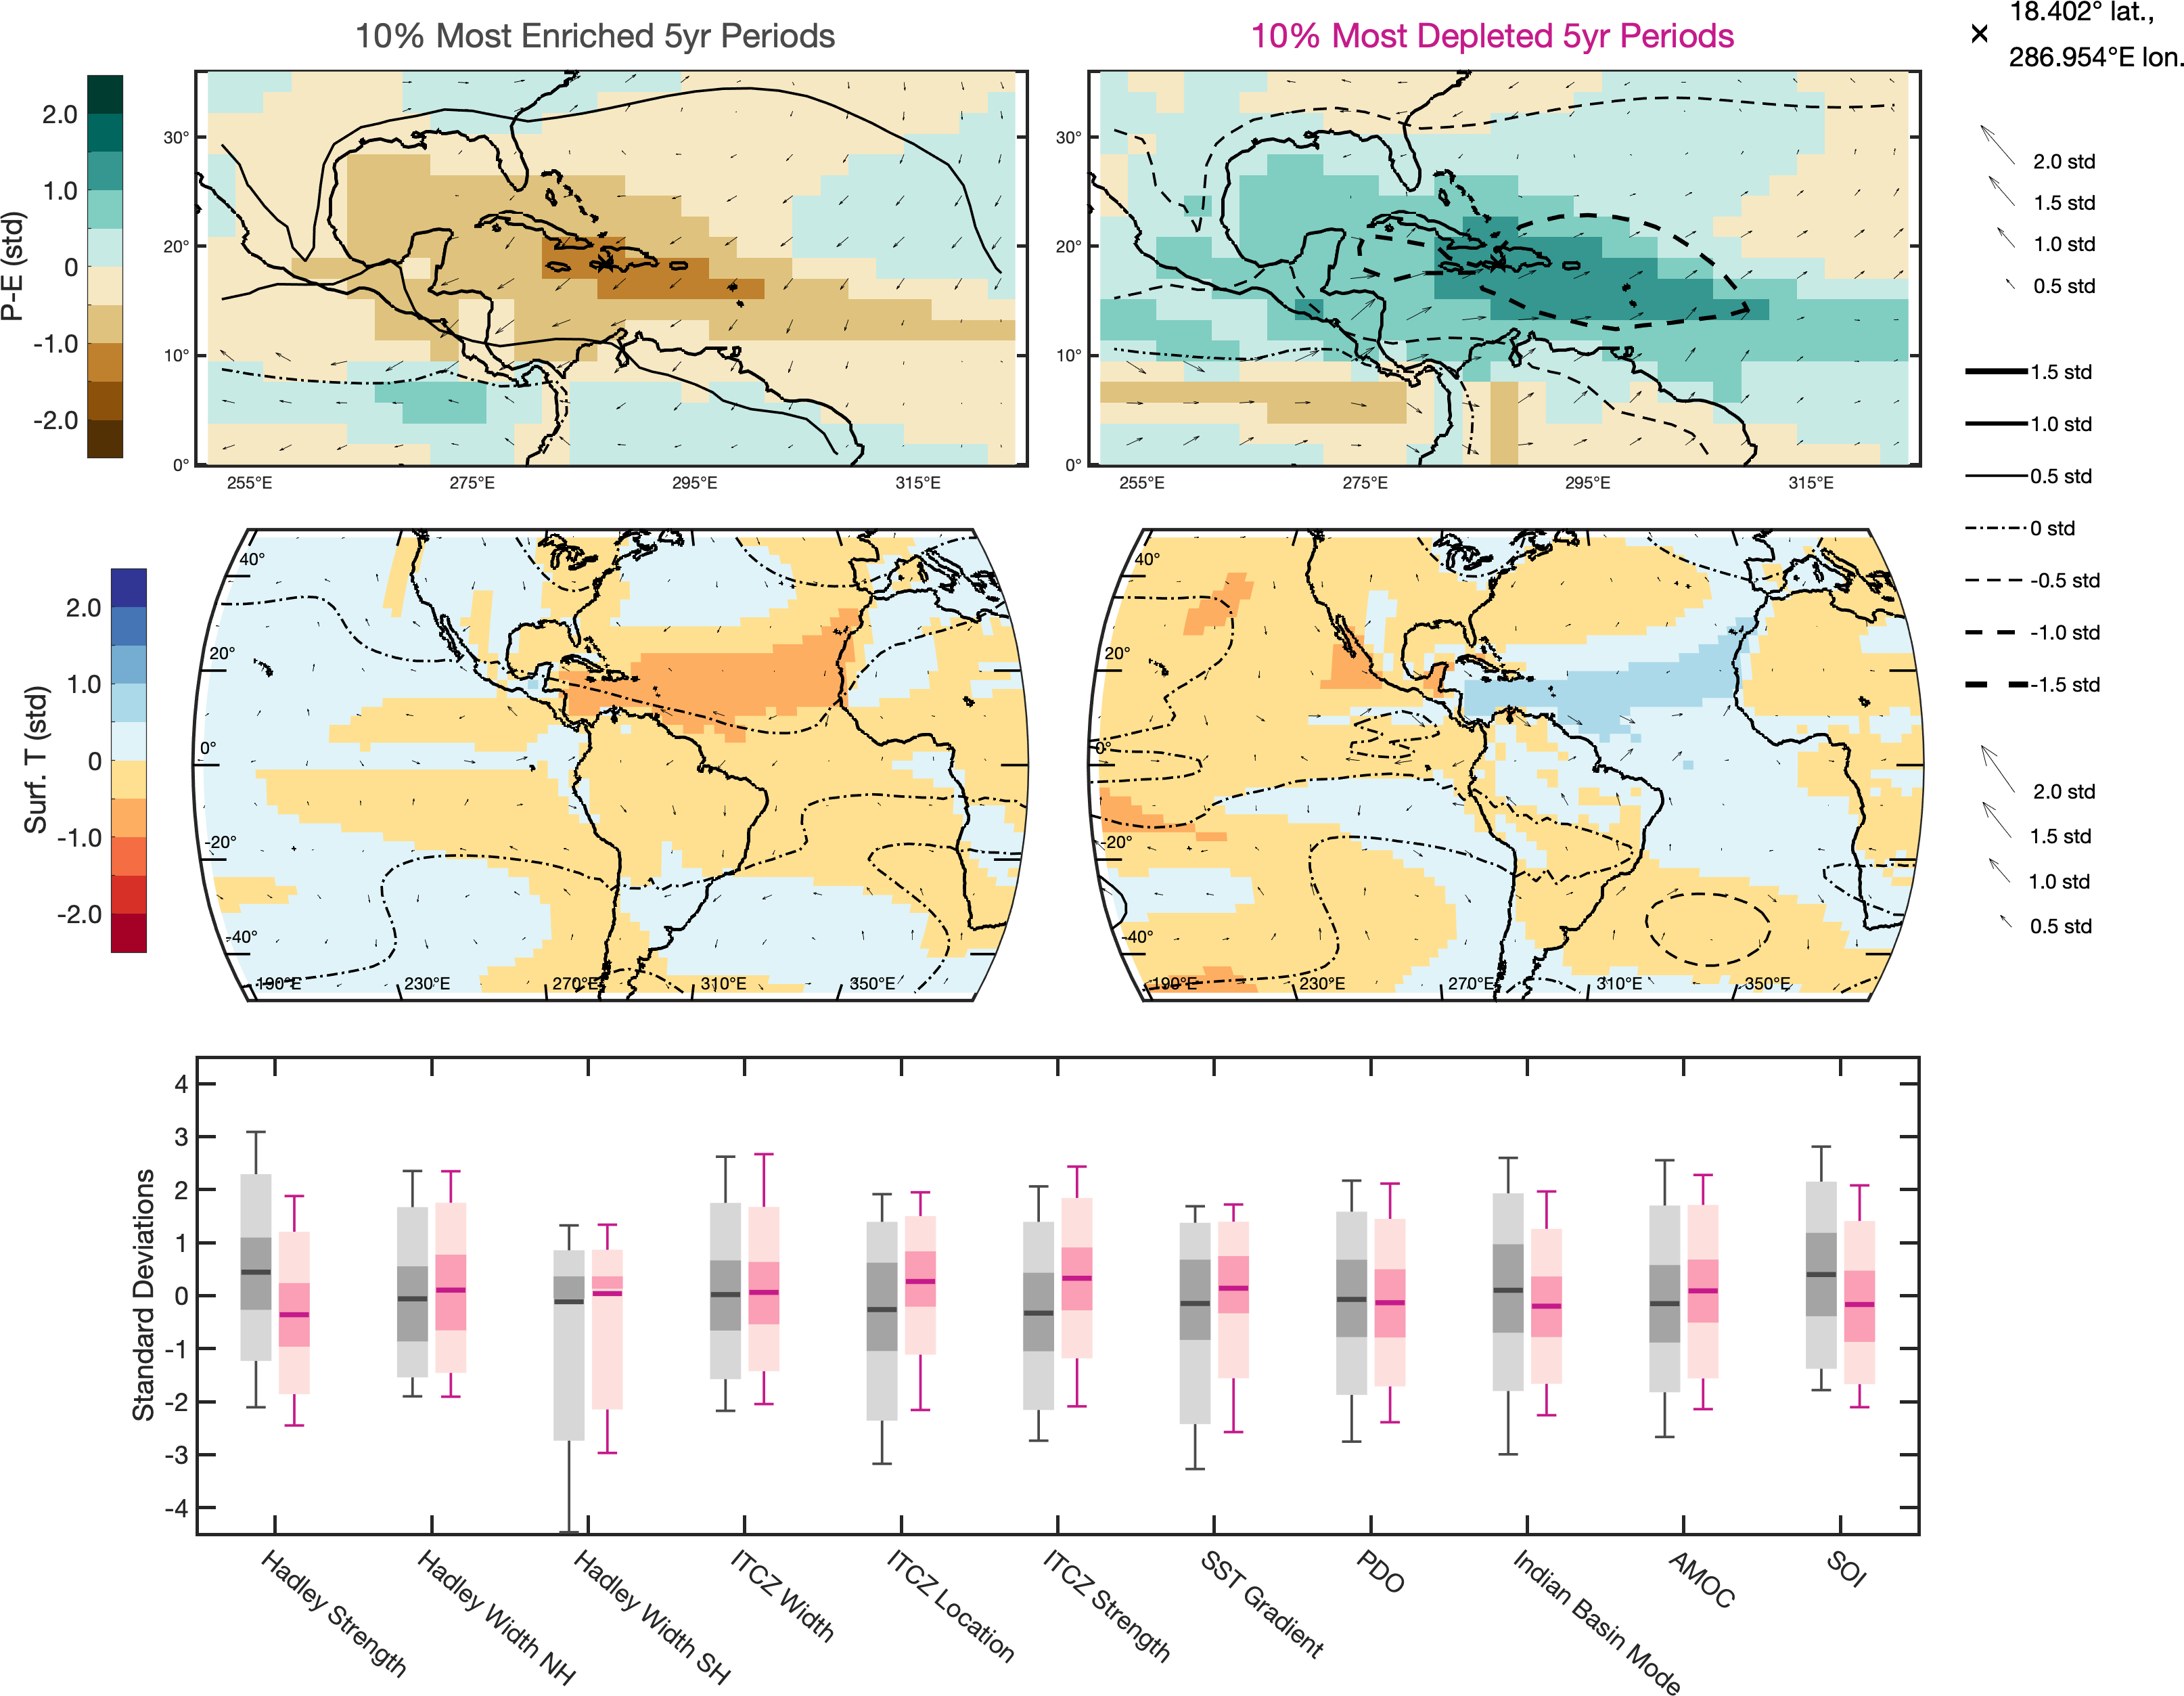 10% Most Enriched 5yr Periods
10% Most Depleted 5yr Periods
× 18.402° lat.,
286.954°E lon.
P-E (std)
2.0
1.0
0
-1.0
-2.0
30°
20°
10°
0°
255°E 275°E 295°E 315°E
30°
20°
10°
0°
255°E 275°E 295°E 315°E
2.0 std
1.5 std
1.0 std
0.5 std
1.5 std
1.0 std
0.5 std
0 std
-0.5 std
-1.0 std
-1.5 std
Surf. T (std)
2.0
1.0
0
-1.0
-2.0
40°
20°
0°
-20°
-40°
190°E 230°E 270°E 310°E 350°E
40°
20°
0°
-20°
-40°
190°E 230°E 270°E 310°E 350°E
2.0 std
1.5 std
1.0 std
0.5 std
Standard Deviations
4
3
2
1
0
-1
-2
-3
-4
Hadley Strength
Hadley Width NH
Hadley Width SH
ITCZ Width
ITCZ Location
ITCZ Strength
SST Gradient
PDO
Indian Basin Mode
AMOC
SOI